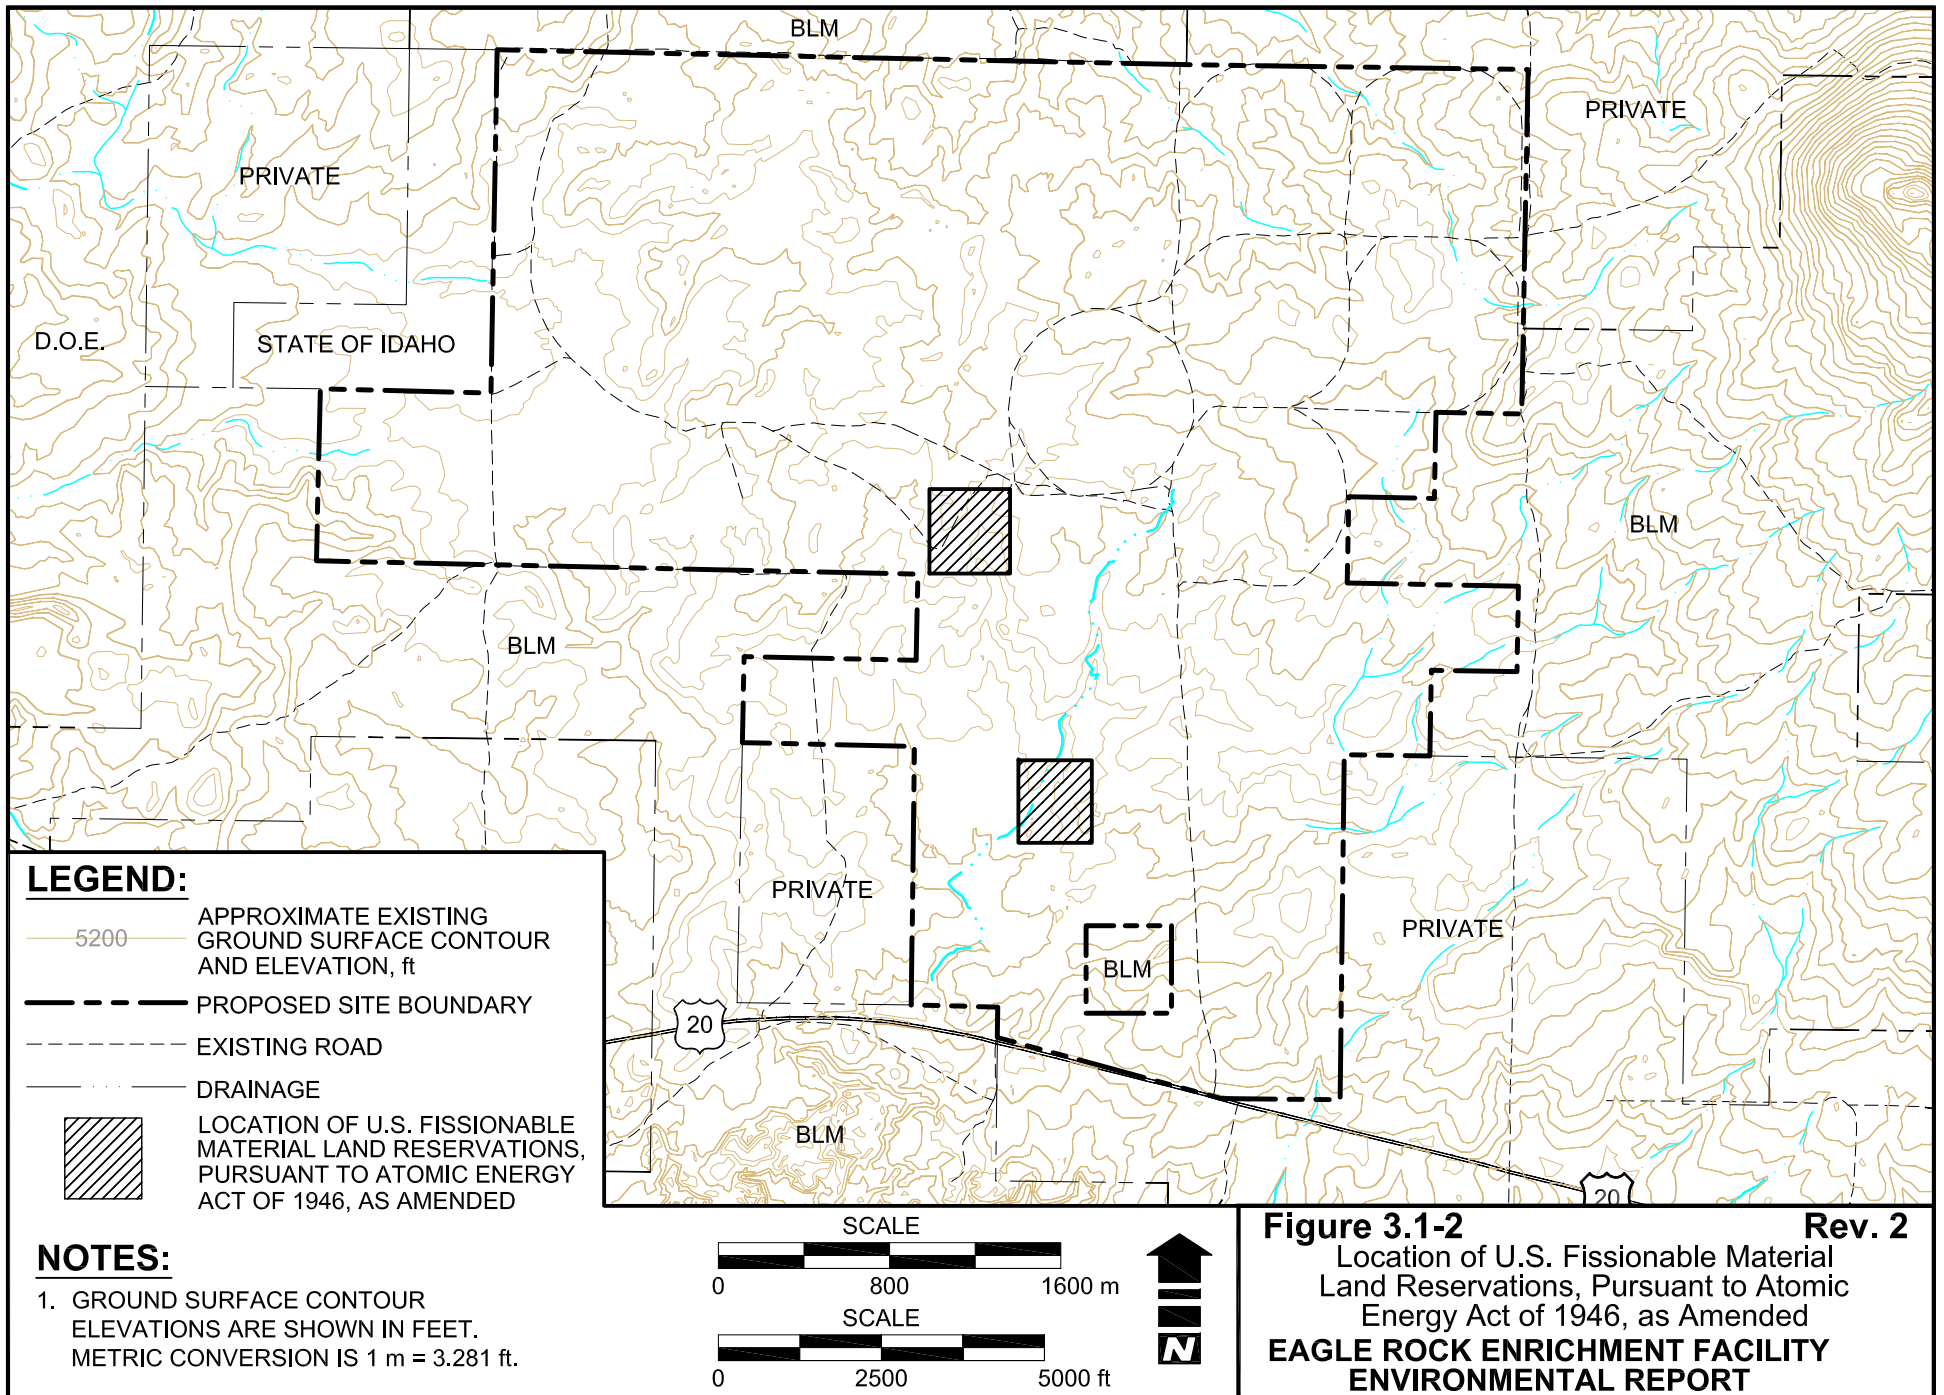 BLM
PRIVATE
PRIVATE
D.O.E.
STATE OF IDAHO
BLM
BLM
PRIVATE
PRIVATE
BLM
20
BLM
20
LEGEND:
5200
APPROXIMATE EXISTING
GROUND SURFACE CONTOUR
AND ELEVATION, ft
PROPOSED SITE BOUNDARY
EXISTING ROAD
DRAINAGE
LOCATION OF U.S. FISSIONABLE
MATERIAL LAND RESERVATIONS,
PURSUANT TO ATOMIC ENERGY
ACT OF 1946, AS AMENDED
NOTES:
1. GROUND SURFACE CONTOUR
ELEVATIONS ARE SHOWN IN FEET.
METRIC CONVERSION IS 1 m = 3.281 ft.
SCALE
0 800 1600 m
SCALE
0 2500 5000 ft
N
Figure 3.1-2 Rev. 2
Location of U.S. Fissionable Material
Land Reservations, Pursuant to Atomic
Energy Act of 1946, as Amended
EAGLE ROCK ENRICHMENT FACILITY
ENVIRONMENTAL REPORT